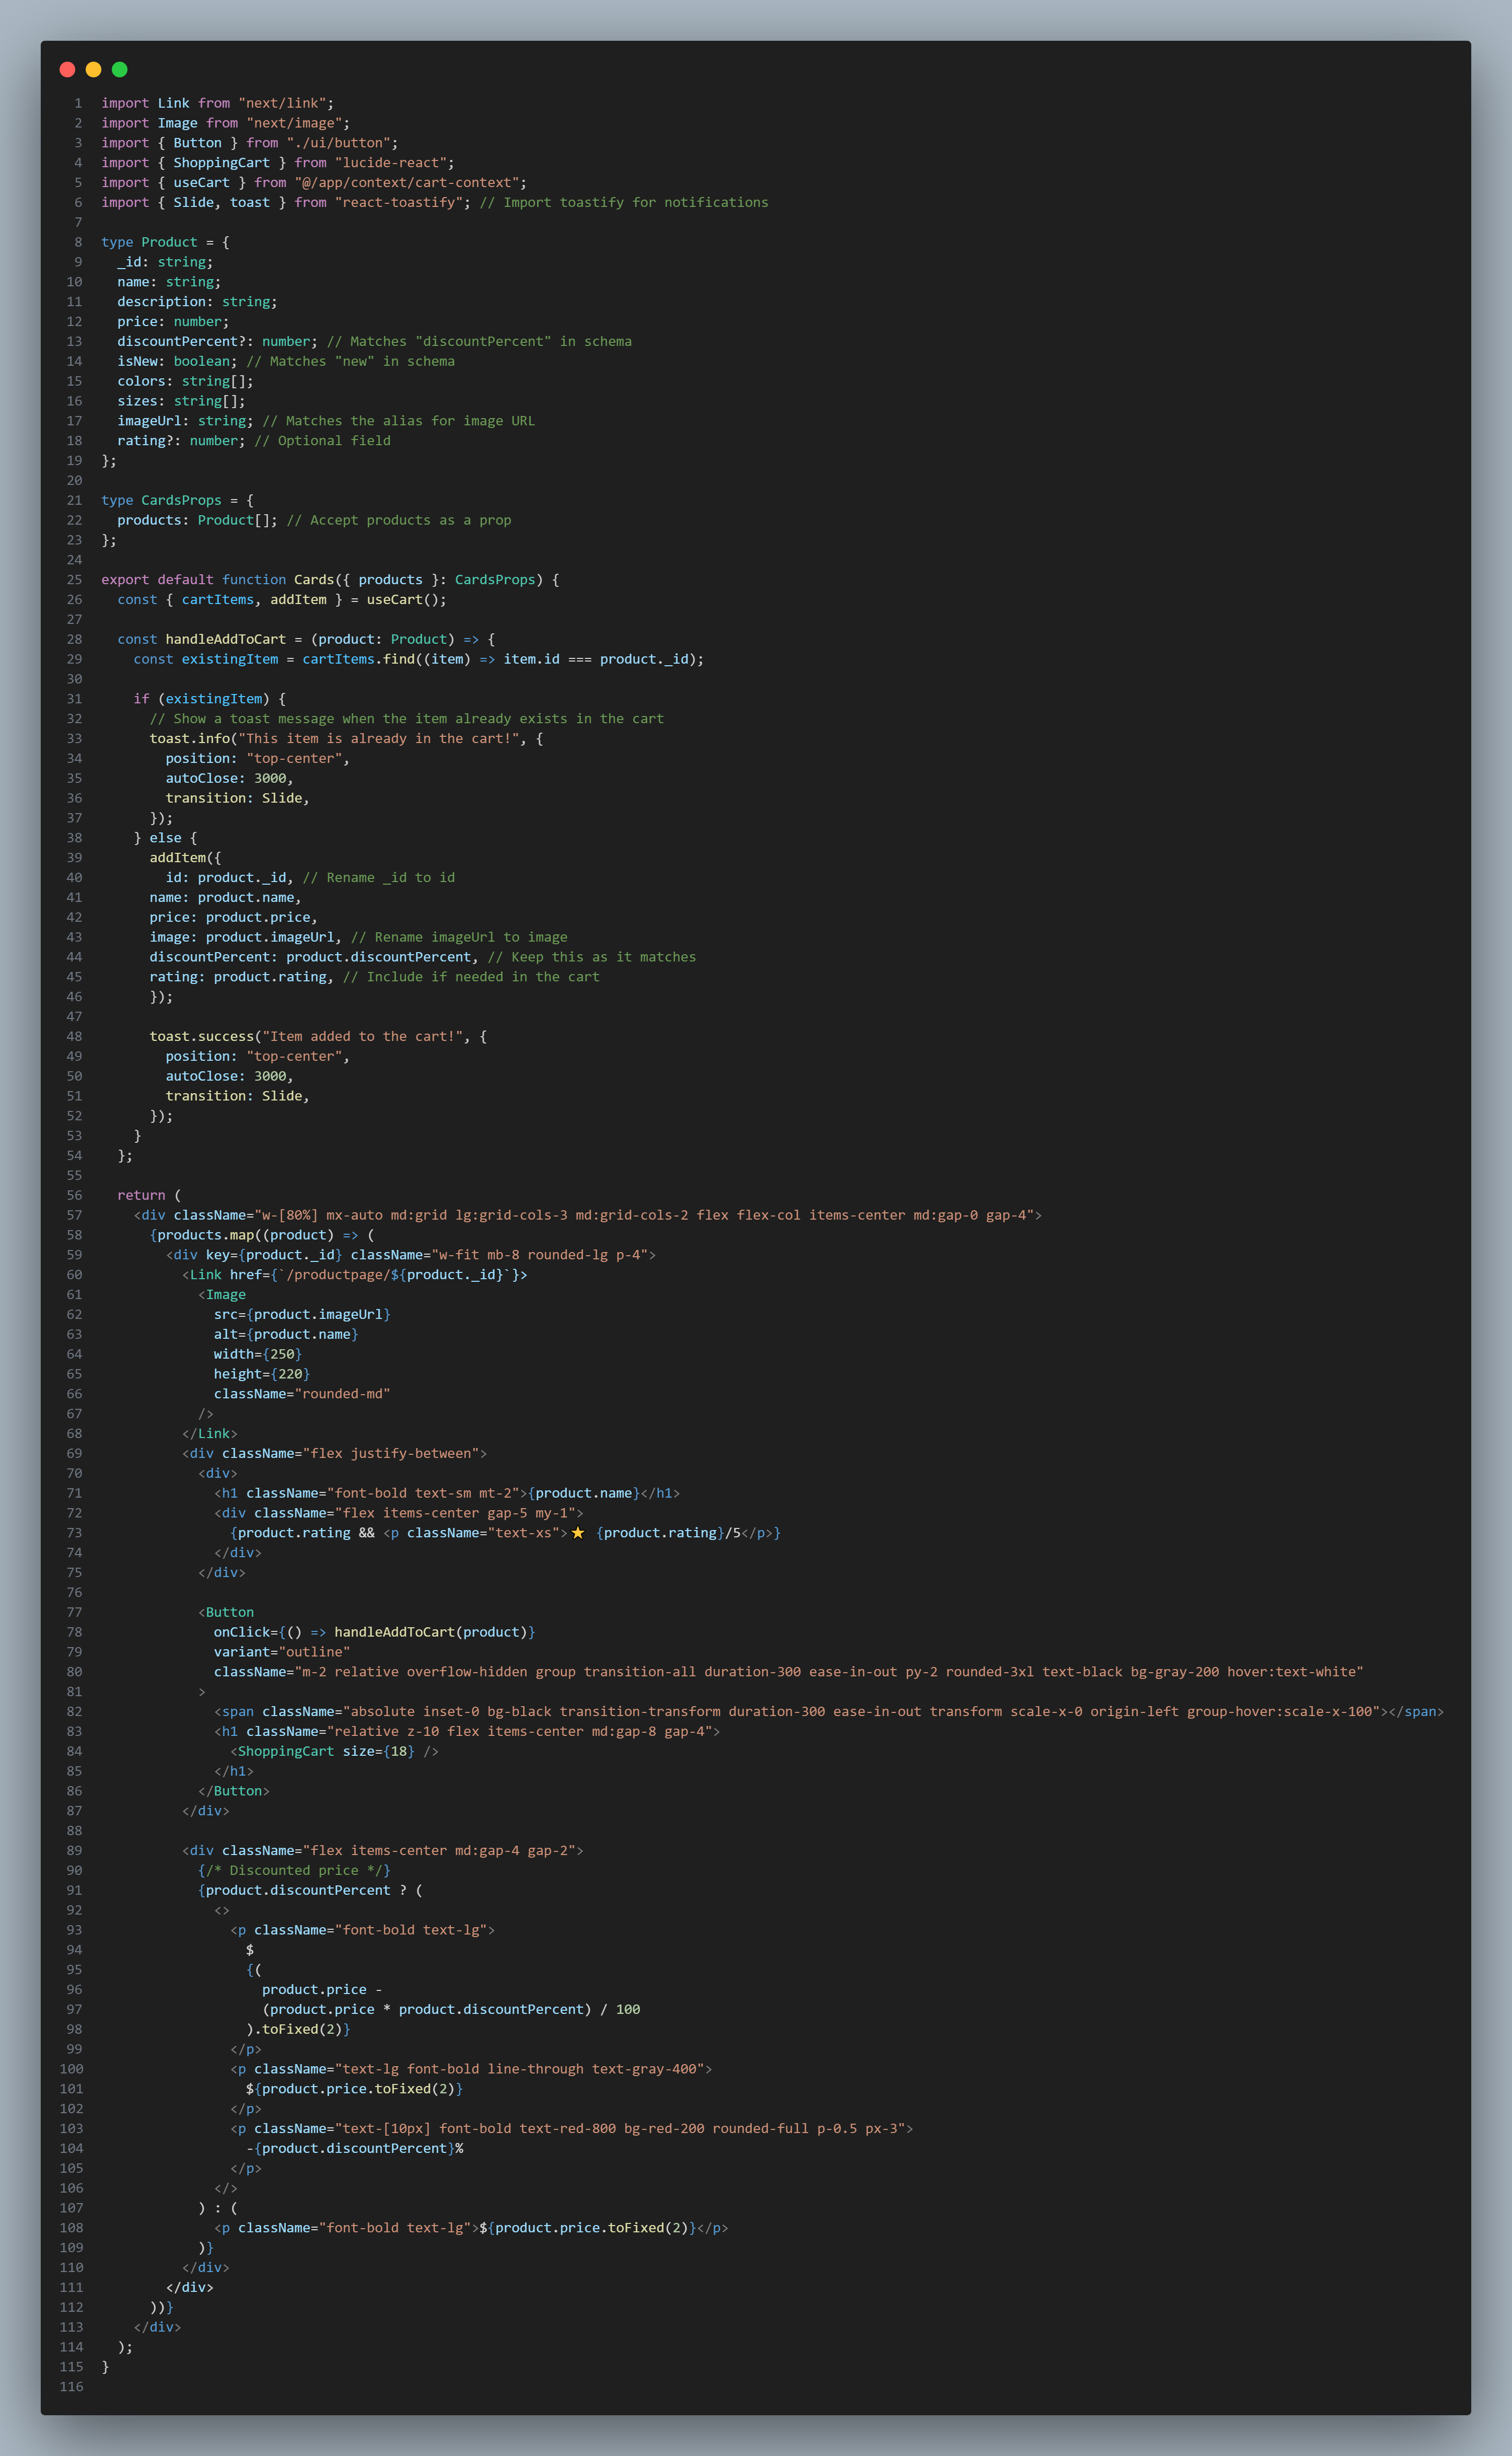 1 import Link from "next/link";
2 import Image from "next/image";
3 import { Button } from "./ui/button";
4 import { ShoppingCart } from "lucide-react";
5 import { useCart } from "@/app/context/cart-context";
6 import { Slide, toast } from "react-toastify"; // Import toastify for notifications
7
8 type Product = {
9   _id: string;
10   name: string;
11   description: string;
12   price: number;
13   discountPercent?: number; // Matches "discountPercent" in schema
14   isNew: boolean; // Matches "new" in schema
15   colors: string[];
16   sizes: string[];
17   imageUrl: string; // Matches the alias for image URL
18   rating?: number; // Optional field
19 };
20
21 type CardsProps = {
22   products: Product[]; // Accept products as a prop
23 };
24
25 export default function Cards({ products }: CardsProps) {
26   const { cartItems, addItem } = useCart();
27
28   const handleAddToCart = (product: Product) => {
29     const existingItem = cartItems.find((item) => item.id === product._id);
30
31     if (existingItem) {
32       // Show a toast message when the item already exists in the cart
33       toast.info("This item is already in the cart!", {
34         position: "top-center",
35         autoClose: 3000,
36         transition: Slide,
37       });
38     } else {
39       addItem({
40         id: product._id, // Rename _id to id
41       name: product.name,
42       price: product.price,
43       image: product.imageUrl, // Rename imageUrl to image
44       discountPercent: product.discountPercent, // Keep this as it matches
45       rating: product.rating, // Include if needed in the cart
46       });
47
48       toast.success("Item added to the cart!", {
49         position: "top-center",
50         autoClose: 3000,
51         transition: Slide,
52       });
53     }
54   };
55
56   return (
57     <div className="w-[80%] mx-auto md:grid lg:grid-cols-3 md:grid-cols-2 flex flex-col items-center md:gap-0 gap-4">
58       {products.map((product) => (
59         <div key={product._id} className="w-fit mb-8 rounded-lg p-4">
60           <Link href={`/productpage/${product._id}`}>
61             <Image
62               src={product.imageUrl}
63               alt={product.name}
64               width={250}
65               height={220}
66               className="rounded-md"
67             />
68           </Link>
69           <div className="flex justify-between">
70             <div>
71               <h1 className="font-bold text-sm mt-2">{product.name}</h1>
72               <div className="flex items-center gap-5 my-1">
73                 {product.rating && <p className="text-xs">⭐ {product.rating}/5</p>}
74               </div>
75             </div>
76
77             <Button
78               onClick={() => handleAddToCart(product)}
79               variant="outline"
80               className="m-2 relative overflow-hidden group transition-all duration-300 ease-in-out py-2 rounded-3xl text-black bg-gray-200 hover:text-white"
81             >
82               <span className="absolute inset-0 bg-black transition-transform duration-300 ease-in-out transform scale-x-0 origin-left group-hover:scale-x-100"></span>
83               <h1 className="relative z-10 flex items-center md:gap-8 gap-4">
84                 <ShoppingCart size={18} />
85               </h1>
86             </Button>
87           </div>
88
89           <div className="flex items-center md:gap-4 gap-2">
90             {/* Discounted price */}
91             {product.discountPercent ? (
92               <>
93                 <p className="font-bold text-lg">
94                   $
95                   {(
96                     product.price -
97                     (product.price * product.discountPercent) / 100
98                   ).toFixed(2)}
99                 </p>
100                 <p className="text-lg font-bold line-through text-gray-400">
101                   ${product.price.toFixed(2)}
102                 </p>
103                 <p className="text-[10px] font-bold text-red-800 bg-red-200 rounded-full p-0.5 px-3">
104                   -{product.discountPercent}%
105                 </p>
106               </>
107             ) : (
108               <p className="font-bold text-lg">${product.price.toFixed(2)}</p>
109             )}
110           </div>
111         </div>
112       ))}
113     </div>
114   );
115 }
116